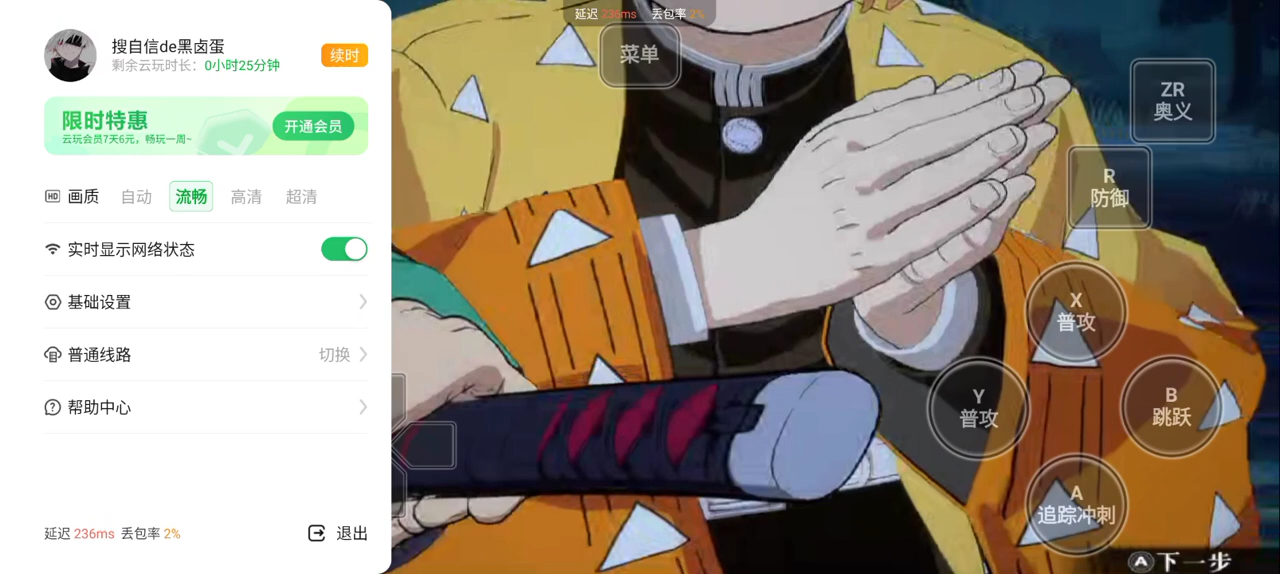 搜自信de黑卤蛋
剩余云玩时长：0小时25分钟
续时
限时特惠
云玩会员7天6元，畅玩一周~
开通会员
HD 画质 自动 流畅 高清 超清
实时显示网络状态
基础设置
普通线路 切换
帮助中心
延迟 236ms 丢包率 2%
退出
延迟 236ms 丢包率 2%
菜单
ZR
奥义
R
防御
X
普攻
Y
普攻
B
跳跃
A
追踪冲刺
A 下一步